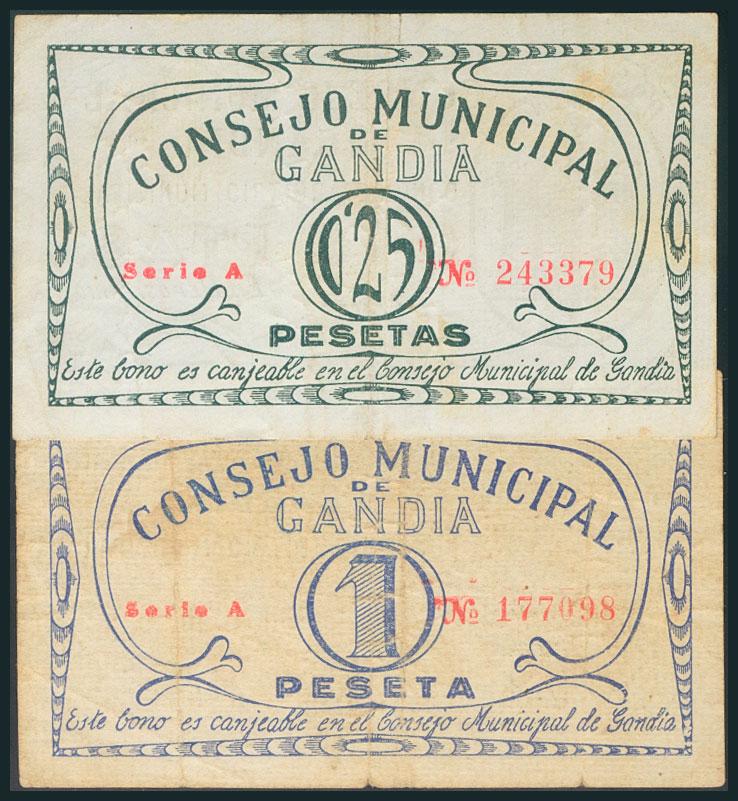 CONSEJO MUNICIPAL
DE
GANDIA
0'25
Serie A
No 243379
PESETAS
Este bono es canjeable en el Consejo Municipal de Gandia
CONSEJO MUNICIPAL
DE
GANDIA
1
Serie A
No 177098
PESETA
Este bono es canjeable en el Consejo Municipal de Gandia